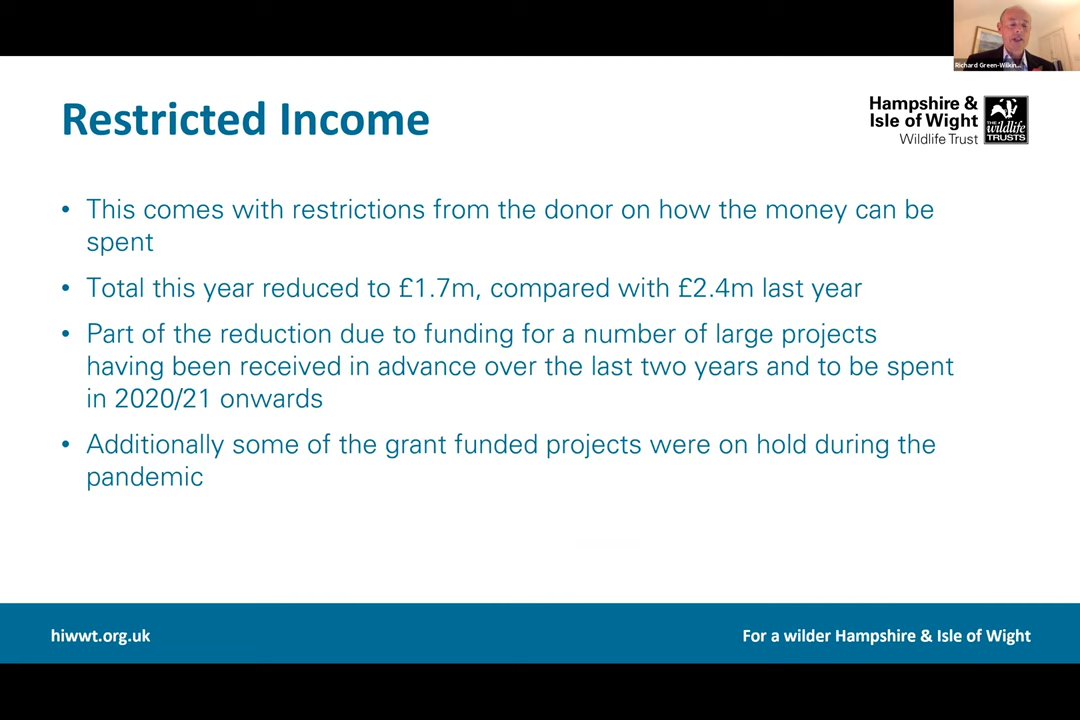 Richard Green-Wilkin...
Restricted Income
Hampshire &
Isle of Wight
Wildlife Trust
THE
wildlife
TRUSTS
• This comes with restrictions from the donor on how the money can be
spent
• Total this year reduced to £1.7m, compared with £2.4m last year
• Part of the reduction due to funding for a number of large projects
having been received in advance over the last two years and to be spent
in 2020/21 onwards
• Additionally some of the grant funded projects were on hold during the
pandemic
hiwwt.org.uk
For a wilder Hampshire & Isle of Wight